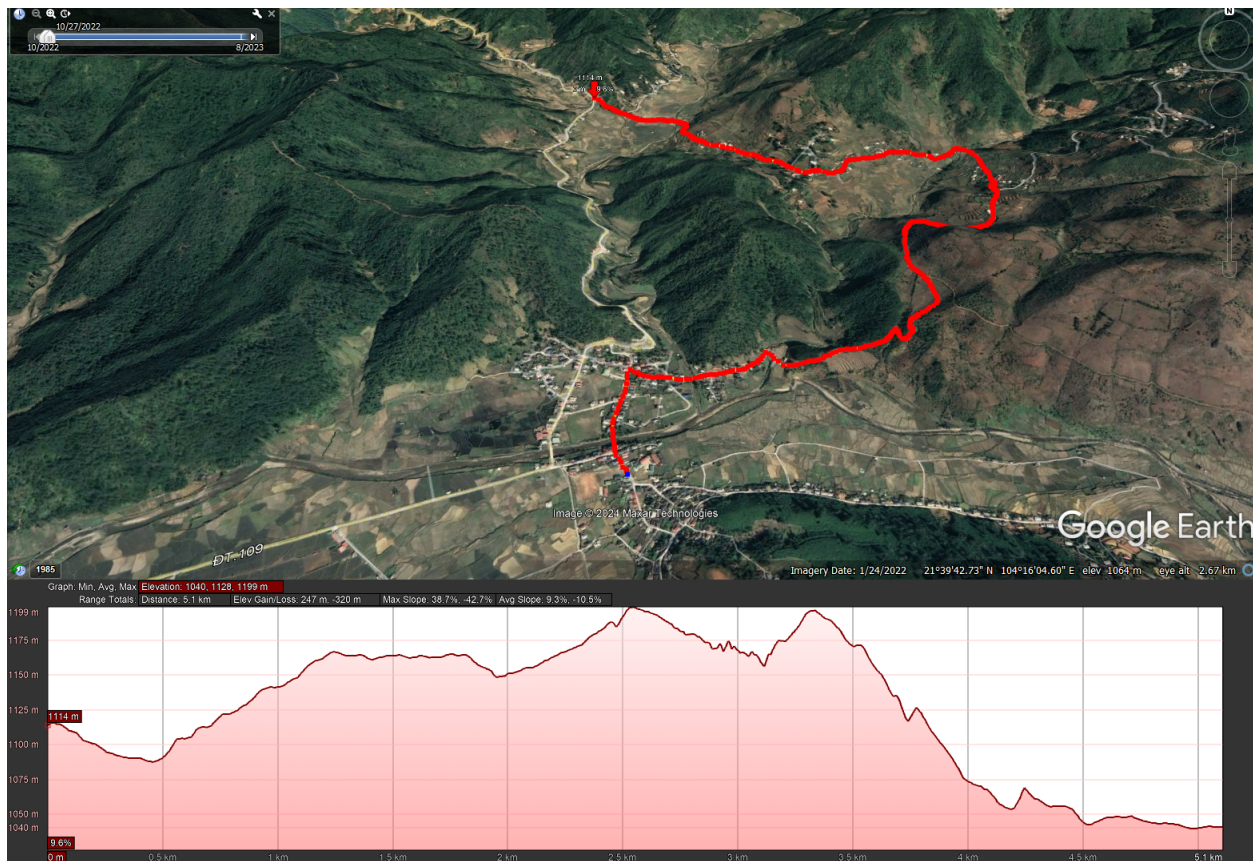 10/27/2022
10/2022
8/2023
N
1114 m
9.6%
ĐT.109
Image © 2024 Maxar Technologies
Google Earth
1985
Imagery Date: 1/24/2022 21°39'42.73" N 104°16'04.60" E elev 1064 m eye alt 2.67 km
Graph: Min, Avg, Max Elevation: 1040, 1128, 1199 m
Range Totals: Distance: 5.1 km Elev Gain/Loss: 247 m, -320 m Max Slope: 38.7%, -42.7% Avg Slope: 9.3%, -10.5%
1199 m
1175 m
1150 m
1125 m
1114 m
1100 m
1075 m
1050 m
1040 m
9.6%
0 m 0.5 km 1 km 1.5 km 2 km 2.5 km 3 km 3.5 km 4 km 4.5 km 5.1 km